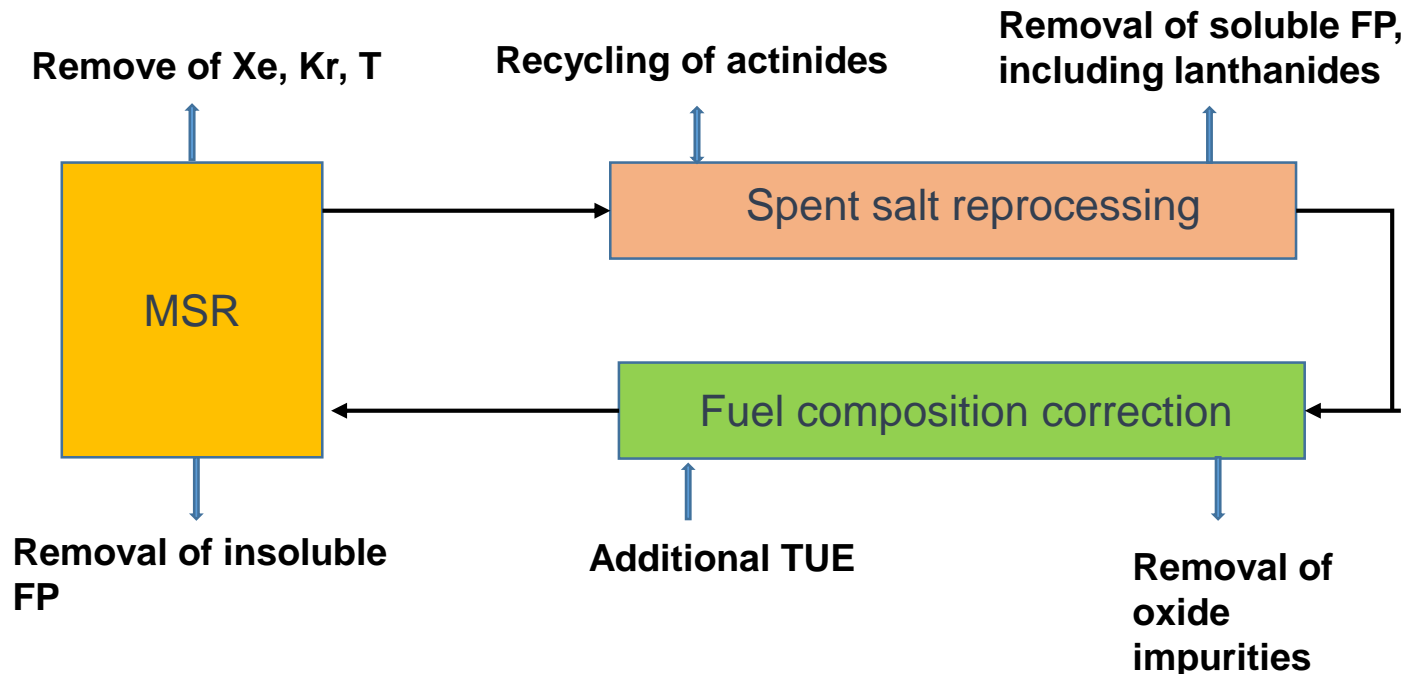 Remove of Xe, Kr, T
Recycling of actinides
Removal of soluble FP,
including lanthanides
MSR
Spent salt reprocessing
Fuel composition correction
Removal of insoluble
FP
Additional TUE
Removal of
oxide
impurities